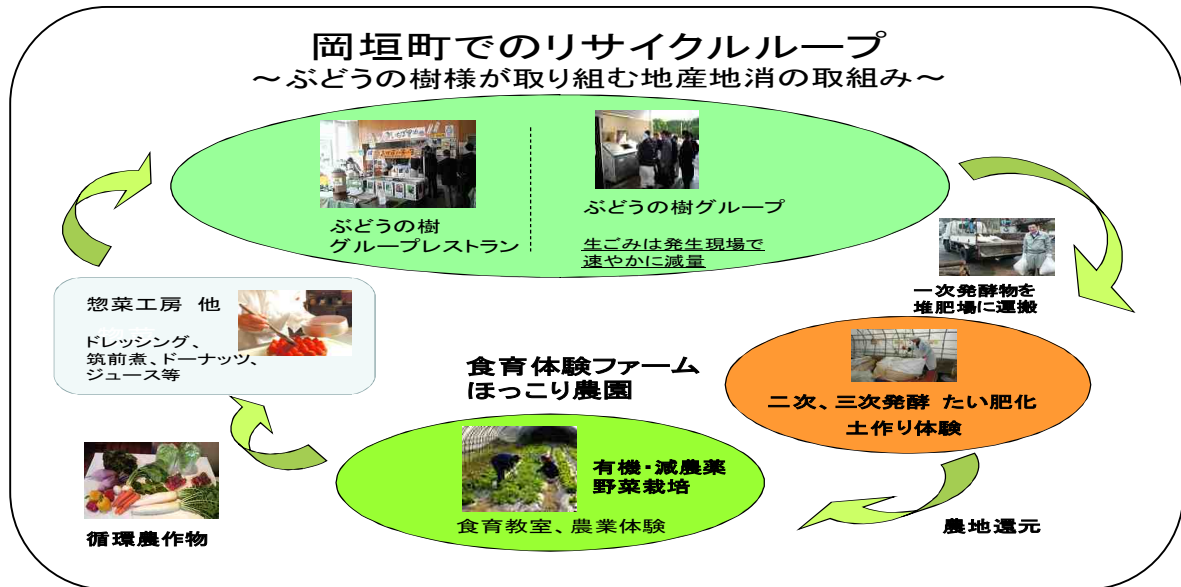 岡垣町でのリサイクルループ
～ぶどうの樹様が取り組む地産地消の取組み～
ぶどうの樹
グループレストラン
ぶどうの樹グループ
生ごみは発生現場で
速やかに減量
一次発酵物を
堆肥場に運搬
二次、三次発酵 たい肥化
土作り体験
農地還元
食育体験ファーム
ほっこり農園
有機・減農薬
野菜栽培
食育教室、農業体験
循環農作物
惣菜工房 他
ドレッシング、
筑前煮、ドーナッツ、
ジュース等